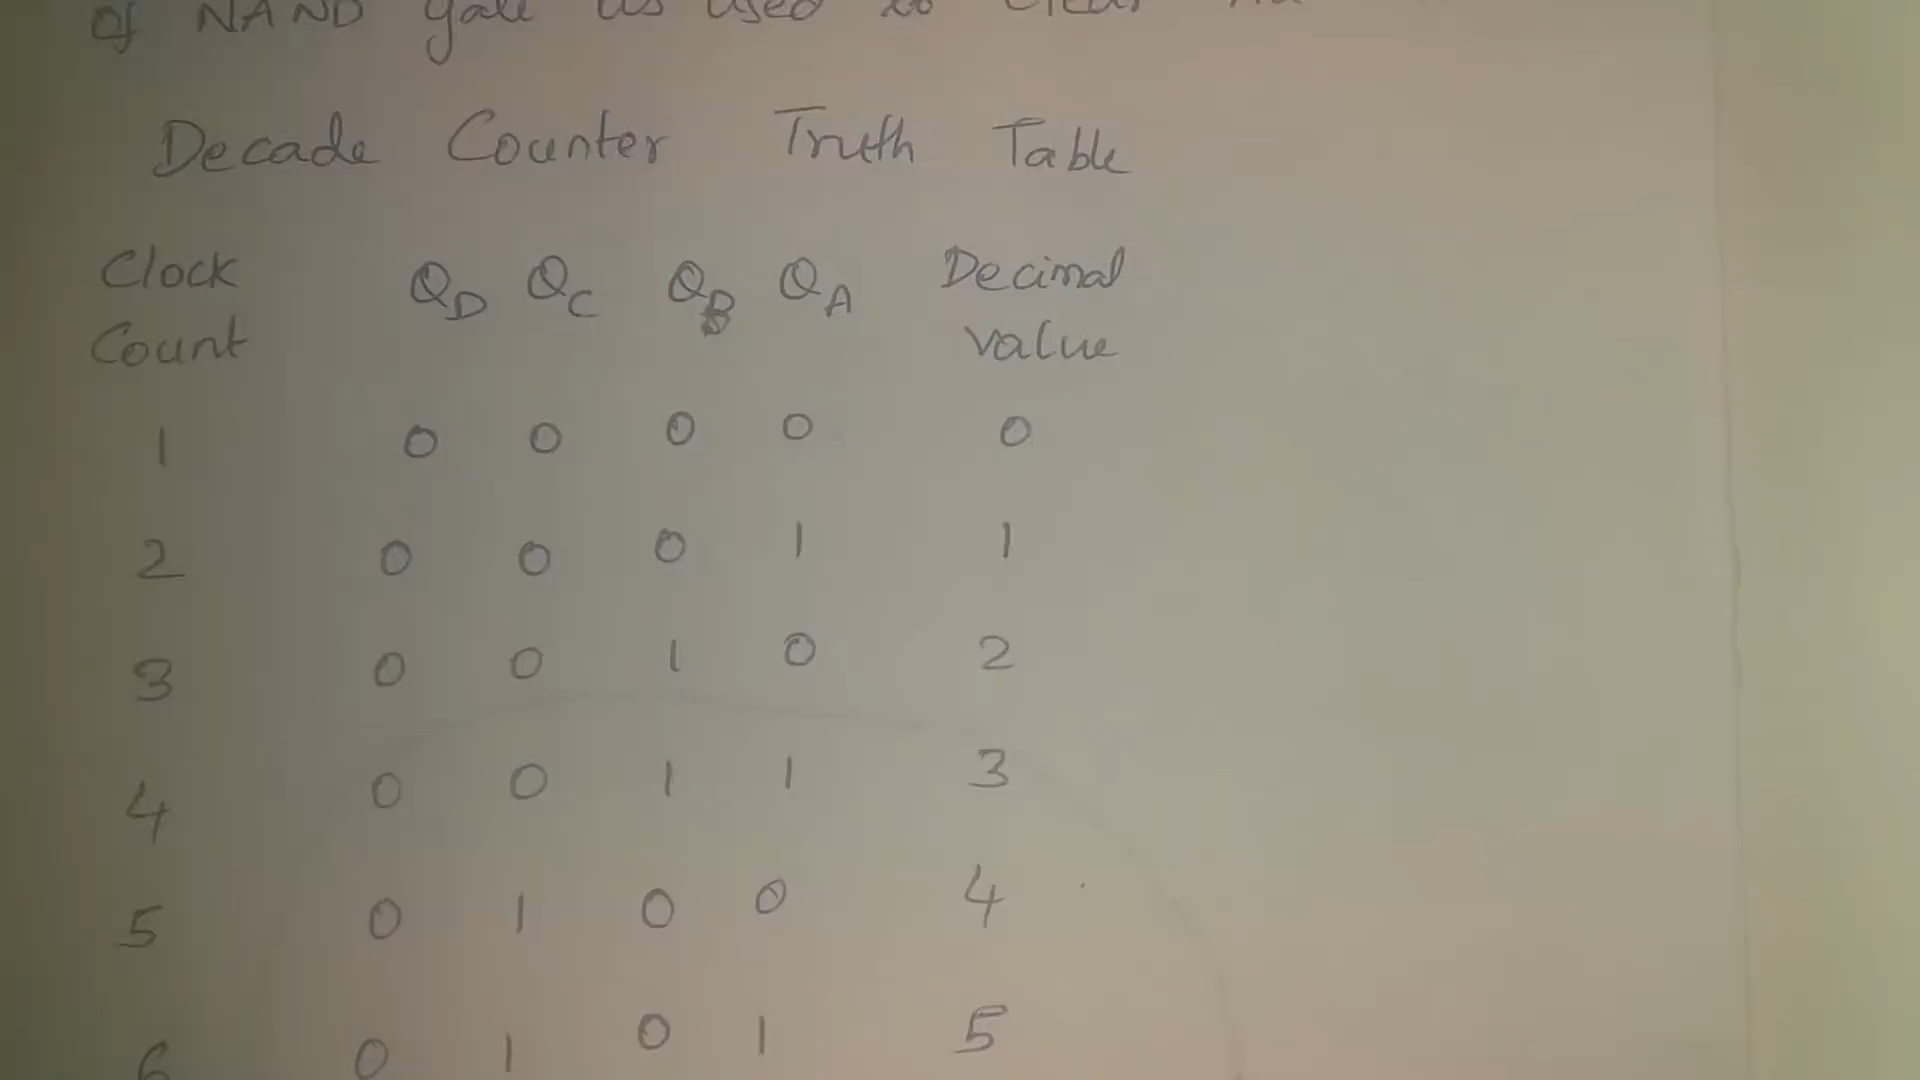 of NAND gate is used to clear
Decade Counter Truth Table
Clock Count QD QC QB QA Decimal value
1 0 0 0 0 0
2 0 0 0 1 1
3 0 0 1 0 2
4 0 0 1 1 3
5 0 1 0 0 4
6 0 1 0 1 5